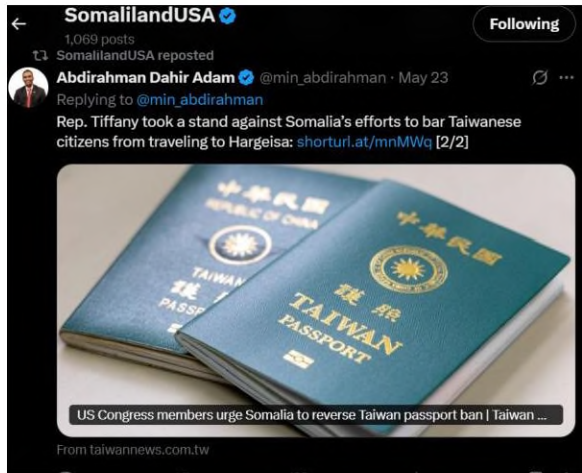 SomalilandUSA
1,069 posts
Following
SomalilandUSA reposted
Abdirahman Dahir Adam @min_abdirahman · May 23
Replying to @min_abdirahman
Rep. Tiffany took a stand against Somalia's efforts to bar Taiwanese
citizens from traveling to Hargeisa: shorturl.at/mnMWq [2/2]
中華民國
REPUBLIC OF CHINA
TAIWAN
護照
中華民國
護照
TAIWAN
PASSPORT
US Congress members urge Somalia to reverse Taiwan passport ban | Taiwan ...
From taiwannews.com.tw